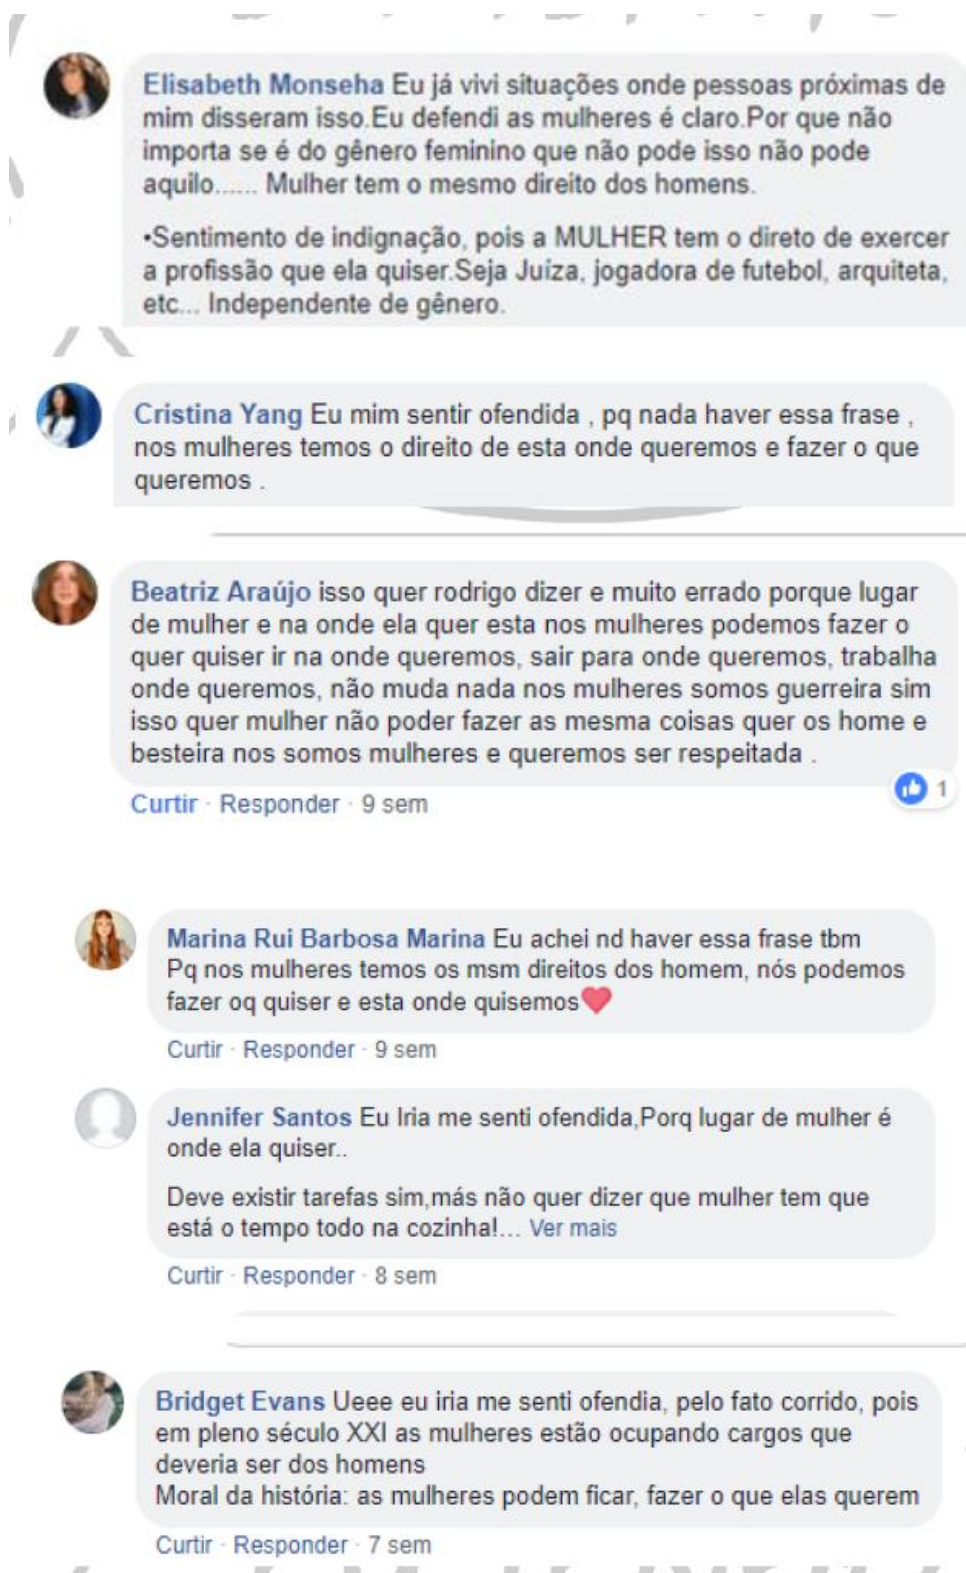 Elisabeth Monseha Eu já vivi situações onde pessoas próximas de
mim disseram isso.Eu defendi as mulheres é claro.Por que não
importa se é do gênero feminino que não pode isso não pode
aquilo...... Mulher tem o mesmo direito dos homens.
•Sentimento de indignação, pois a MULHER tem o direto de exercer
a profissão que ela quiser.Seja Juíza, jogadora de futebol, arquiteta,
etc... Independente de gênero.
Cristina Yang Eu mim sentir ofendida , pq nada haver essa frase ,
nos mulheres temos o direito de esta onde queremos e fazer o que
queremos .
Beatriz Araújo isso quer rodrigo dizer e muito errado porque lugar
de mulher e na onde ela quer esta nos mulheres podemos fazer o
quer quiser ir na onde queremos, sair para onde queremos, trabalha
onde queremos, não muda nada nos mulheres somos guerreira sim
isso quer mulher não poder fazer as mesma coisas quer os home e
besteira nos somos mulheres e queremos ser respeitada .
Curtir · Responder · 9 sem
1
Marina Rui Barbosa Marina Eu achei nd haver essa frase tbm
Pq nos mulheres temos os msm direitos dos homem, nós podemos
fazer oq quiser e esta onde quisemos❤
Curtir · Responder · 9 sem
Jennifer Santos Eu Iria me senti ofendida,Porq lugar de mulher é
onde ela quiser..
Deve existir tarefas sim,más não quer dizer que mulher tem que
está o tempo todo na cozinha!... Ver mais
Curtir · Responder · 8 sem
Bridget Evans Ueee eu iria me senti ofendia, pelo fato corrido, pois
em pleno século XXI as mulheres estão ocupando cargos que
deveria ser dos homens
Moral da história: as mulheres podem ficar, fazer o que elas querem
Curtir · Responder · 7 sem